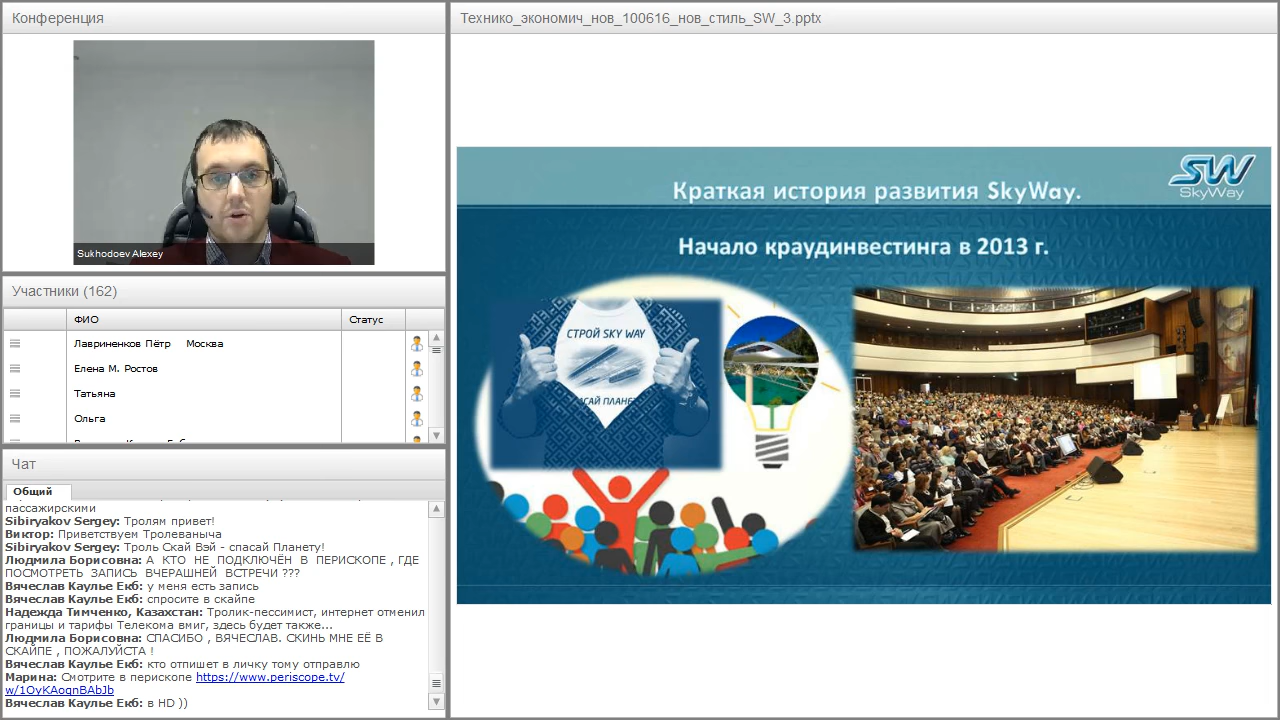 Конференция
Sukhodoev Alexey
Участники (162)
ФИО
Статус
Лавриненков Пётр Москва
Елена М. Ростов
Татьяна
Ольга
Чат
Общий
пассажирскими
Sibiryakov Sergey: Тролям привет!
Виктор: Приветствуем Тролёваныча
Sibiryakov Sergey: Троль Скай Вэй - спасай Планету!
Людмила Борисовна: А КТО НЕ ПОДКЛЮЧЁН В ПЕРИСКОПЕ , ГДЕ
ПОСМОТРЕТЬ ЗАПИСЬ ВЧЕРАШНЕЙ ВСТРЕЧИ ???
Вячеслав Каулье Екб: у меня есть запись
Вячеслав Каулье Екб: спросите в скайпе
Надежда Тимченко, Казахстан: Тролик-пессимист, интернет отменил
границы и тарифы Телекома вмиг, здесь будет также...
Людмила Борисовна: СПАСИБО , ВЯЧЕСЛАВ. СКИНЬ МНЕ ЕЁ В
СКАЙПЕ , ПОЖАЛУЙСТА !
Вячеслав Каулье Екб: кто отпишет в личку тому отправлю
Марина: Смотрите в перископе https://www.periscope.tv/
w/1OyKAoqnBAbJb
Вячеслав Каулье Екб: в HD ))
Технико_экономич_нов_100616_нов_стиль_SW_3.pptx
SW
SkyWay
Краткая история развития SkyWay.
Начало краудинвестинга в 2013 г.
СТРОЙ SKY WAY
АСАЙ ПЛАНЕ